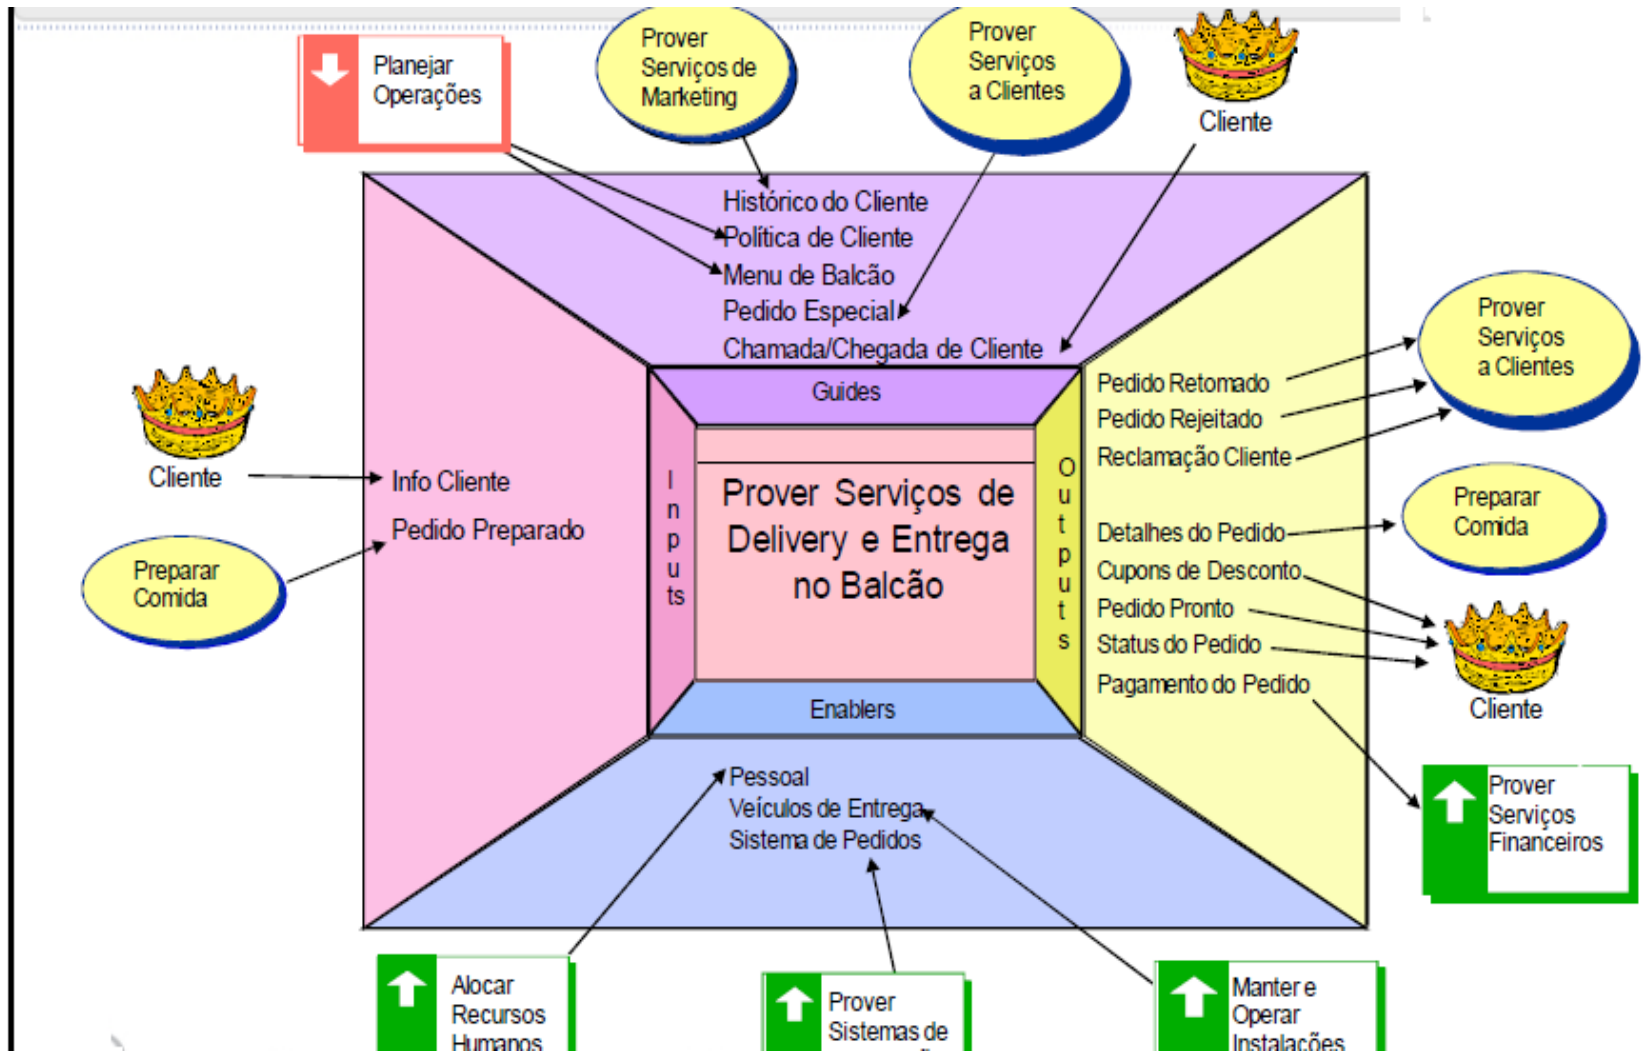 Planejar
Operações
Prover
Serviços de
Marketing
Prover
Serviços
a Clientes
Cliente
Histórico do Cliente
Política de Cliente
Menu de Balcão
Pedido Especial
Chamada/Chegada de Cliente
Guides
Cliente
Info Cliente
Pedido Preparado
Preparar
Comida
Inputs
Prover Serviços de
Delivery e Entrega
no Balcão
Outputs
Pedido Retomado
Pedido Rejeitado
Reclamação Cliente
Detalhes do Pedido
Cupons de Desconto
Pedido Pronto
Status do Pedido
Pagamento do Pedido
Prover
Serviços
a Clientes
Preparar
Comida
Cliente
Prover
Serviços
Financeiros
Enablers
Pessoal
Veículos de Entrega
Sistema de Pedidos
Alocar
Recursos
Humanos
Prover
Sistemas de
Manter e
Operar
Instalações